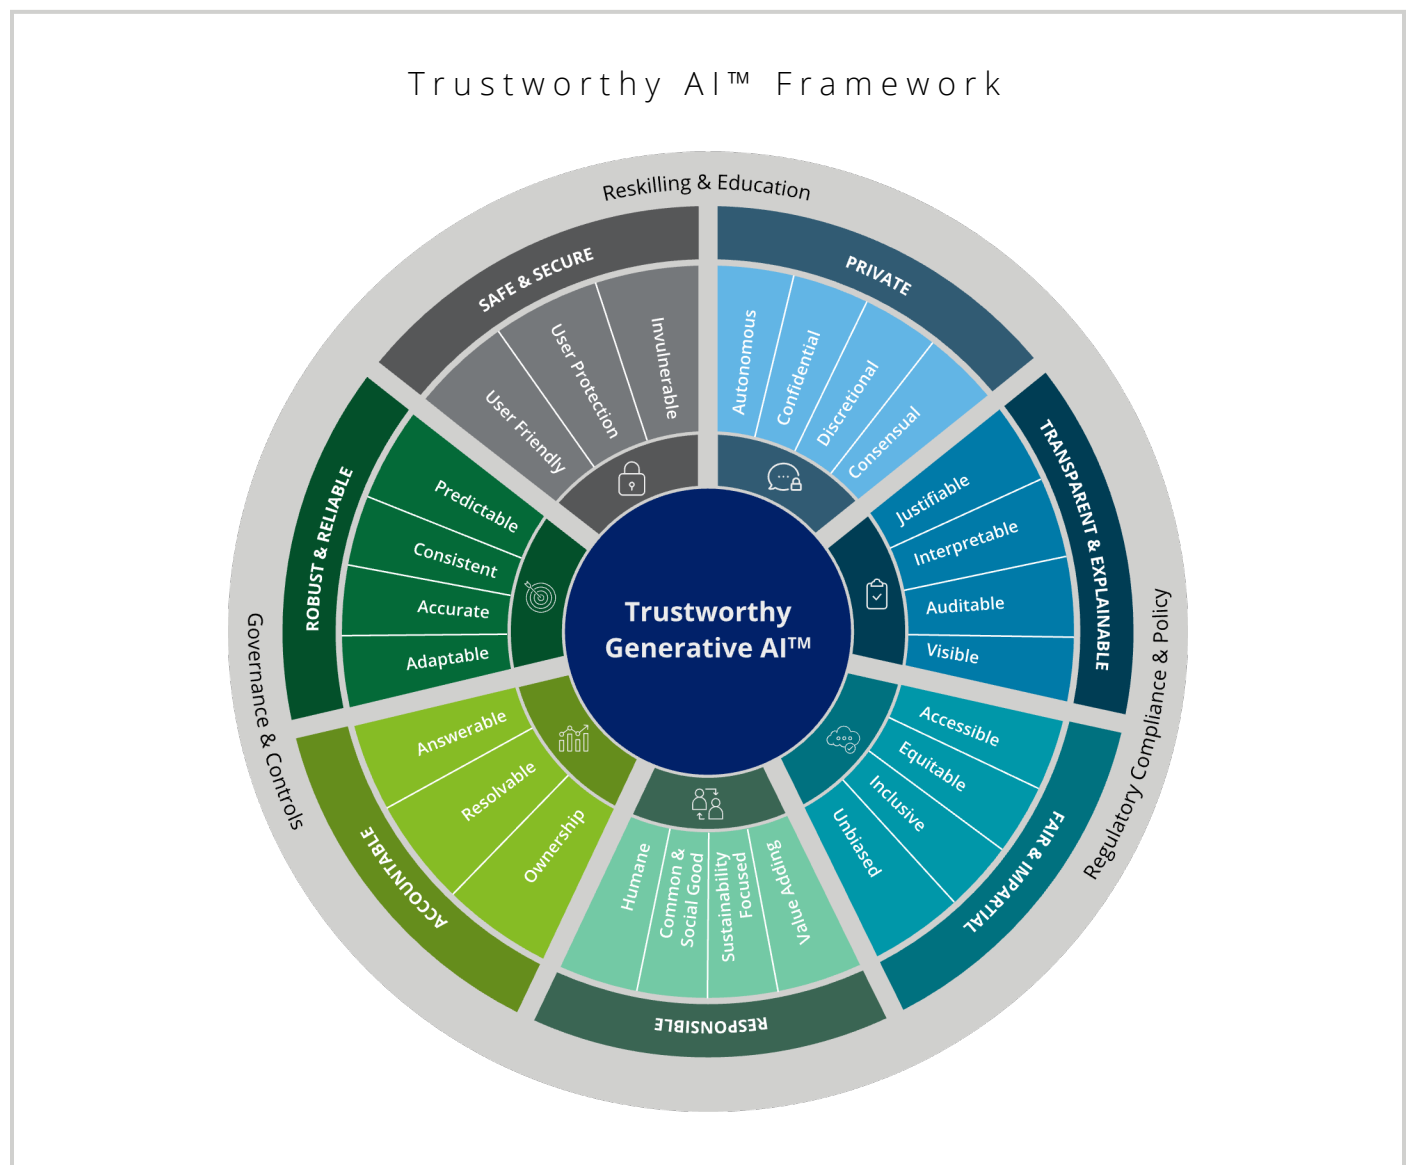 Trustworthy AI™ Framework
Reskilling & Education
Regulatory Compliance & Policy
Governance & Controls
Trustworthy
Generative AI™
PRIVATE
Autonomous
Confidential
Discretional
Consensual
TRANSPARENT & EXPLAINABLE
Justifiable
Interpretable
Auditable
Visible
FAIR & IMPARTIAL
Accessible
Equitable
Inclusive
Unbiased
RESPONSIBLE
Value Adding
Sustainability
Focused
Common &
Social Good
Humane
ACCOUNTABLE
Ownership
Resolvable
Answerable
ROBUST & RELIABLE
Adaptable
Accurate
Consistent
Predictable
SAFE & SECURE
User Friendly
User Protection
Invulnerable